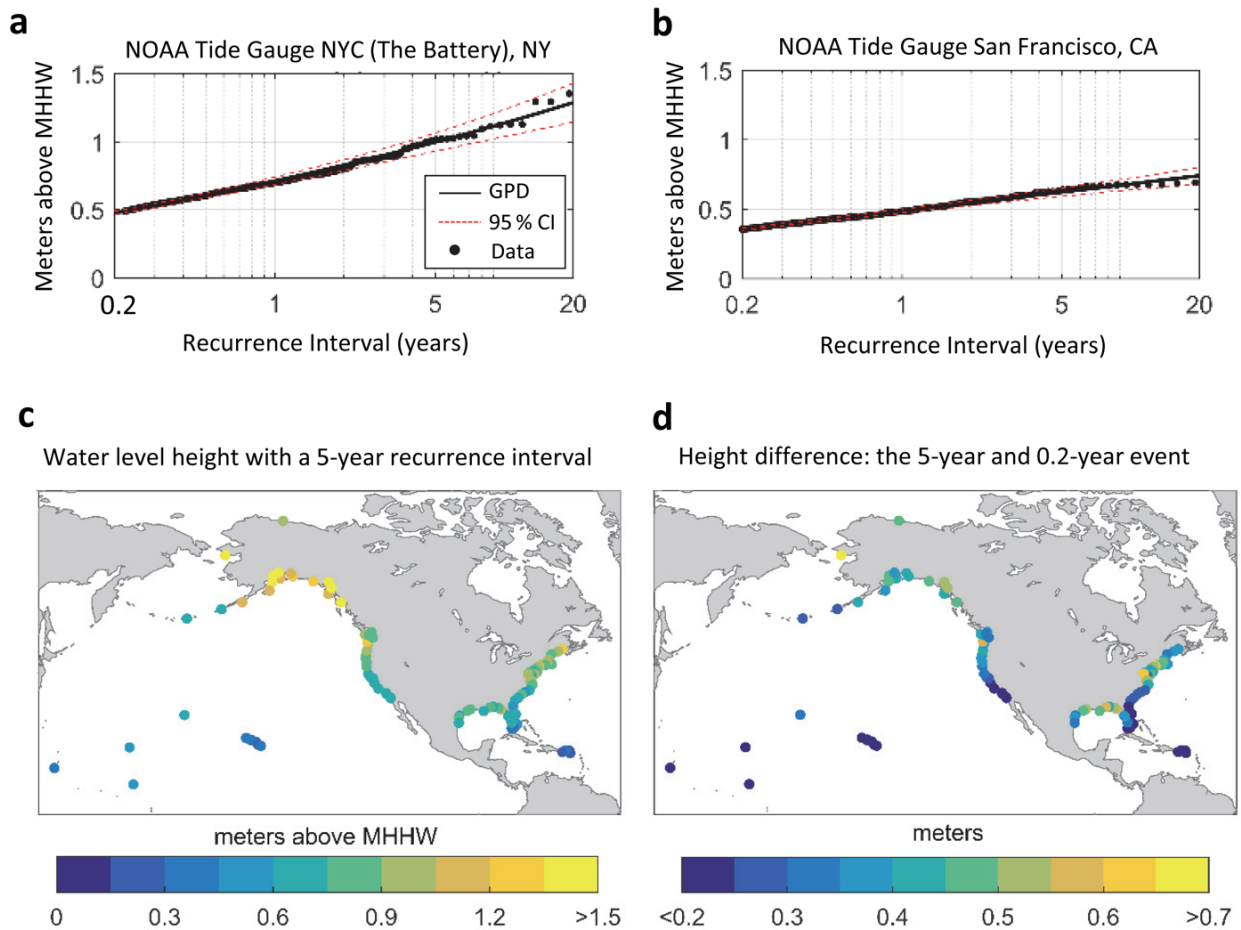 a
NOAA Tide Gauge NYC (The Battery), NY
Meters above MHHW
1.5
1
0.5
0
GPD
95 % CI
Data
0.2 1 5 20
Recurrence Interval (years)
b
NOAA Tide Gauge San Francisco, CA
Meters above MHHW
1.5
1
0.5
0
0.2 1 5 20
Recurrence Interval (years)
c
Water level height with a 5-year recurrence interval
meters above MHHW
0 0.3 0.6 0.9 1.2 >1.5
d
Height difference: the 5-year and 0.2-year event
meters
<0.2 0.3 0.4 0.5 0.6 >0.7